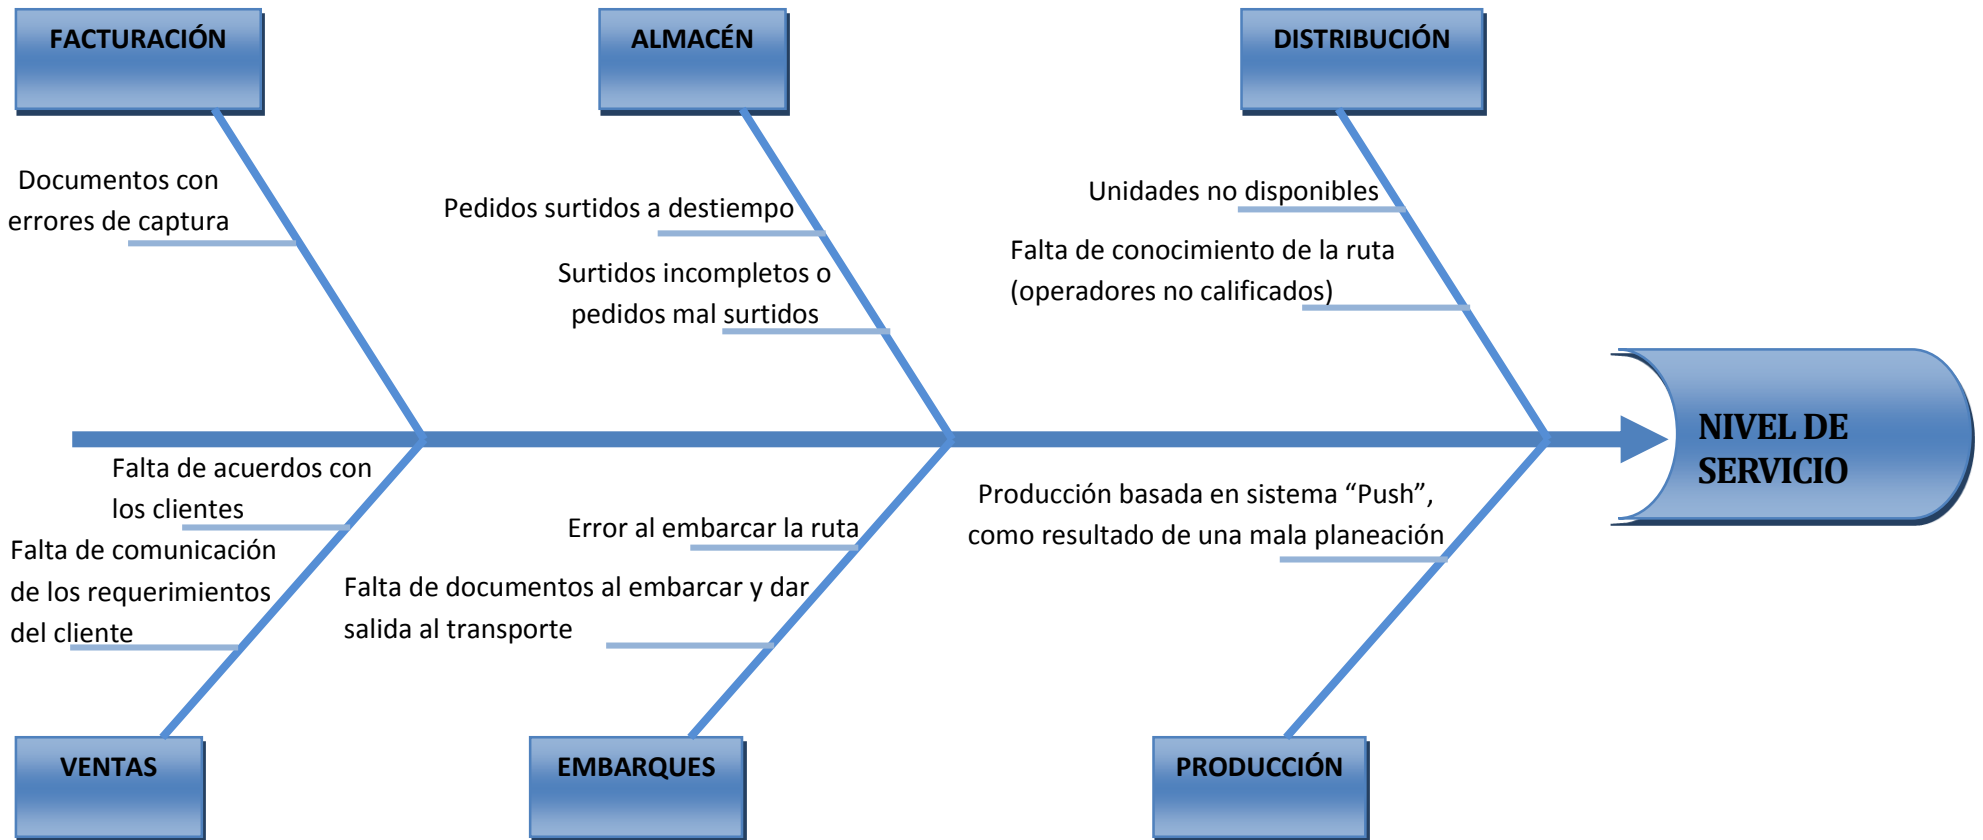 FACTURACIÓN
ALMACÉN
DISTRIBUCIÓN
Documentos con
errores de captura
Pedidos surtidos a destiempo
Surtidos incompletos o
pedidos mal surtidos
Unidades no disponibles
Falta de conocimiento de la ruta
(operadores no calificados)
NIVEL DE
SERVICIO
Falta de acuerdos con
los clientes
Falta de comunicación
de los requerimientos
del cliente
Error al embarcar la ruta
Falta de documentos al embarcar y dar
salida al transporte
Producción basada en sistema “Push”,
como resultado de una mala planeación
VENTAS
EMBARQUES
PRODUCCIÓN